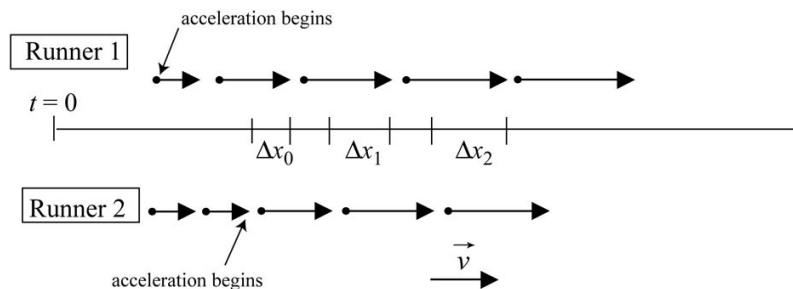 acceleration begins
Runner 1
t = 0
Δx₀ Δx₁ Δx₂
Runner 2
acceleration begins
v⃗